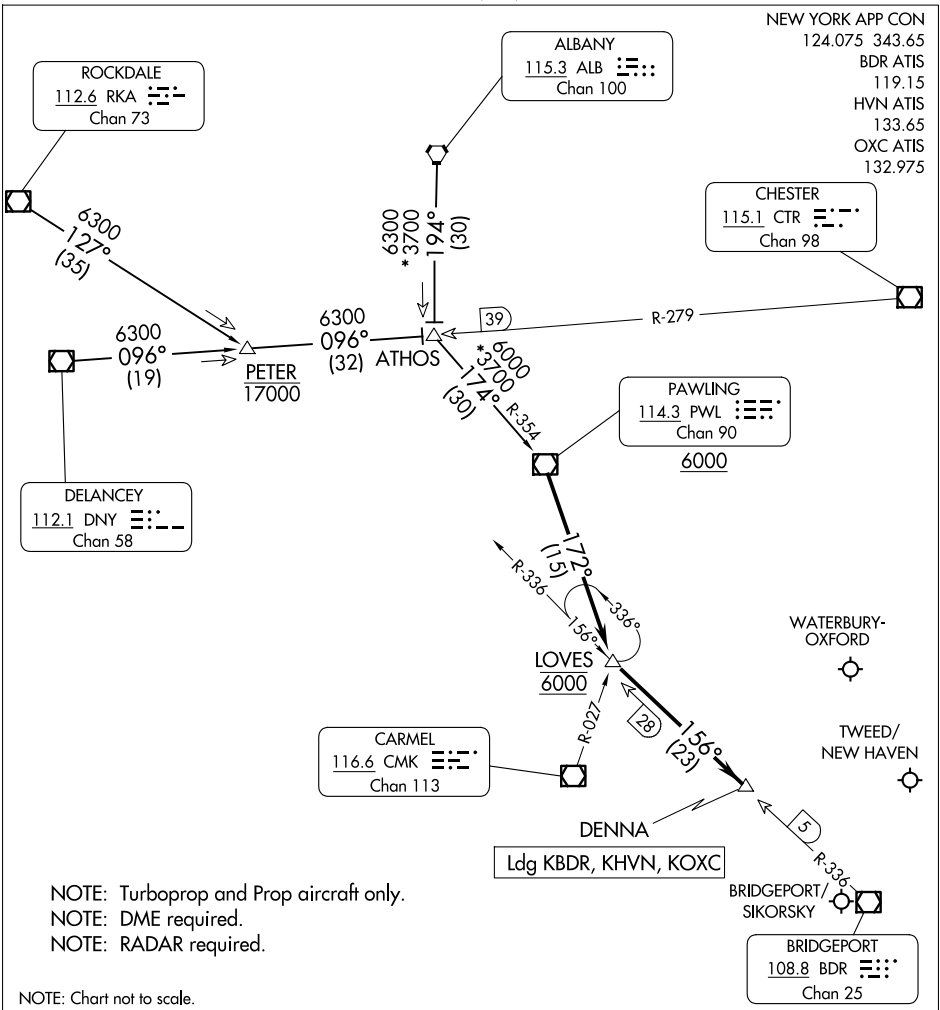 NEW YORK APP CON
124.075 343.65
BDR ATIS
119.15
HVN ATIS
133.65
OXC ATIS
132.975
ROCKDALE
112.6 RKA
Chan 73
ALBANY
115.3 ALB
Chan 100
CHESTER
115.1 CTR
Chan 98
6300
127°
(35)
6300
*3700
194°
(30)
R-279
39
6300
096°
(19)
PETER
17000
6300
096°
(32)
ATHOS
6000
*3700
174°
(30)
R-354
PAWLING
114.3 PWL
Chan 90
6000
DELANCEY
112.1 DNY
Chan 58
172°
(15)
R-336
156°
336°
LOVES
6000
WATERBURY-
OXFORD
R-027
28
156°
(23)
CARMEL
116.6 CMK
Chan 113
TWEED/
NEW HAVEN
DENNA
Ldg KBDR, KHVN, KOXC
5
R-336
BRIDGEPORT/
SIKORSKY
BRIDGEPORT
108.8 BDR
Chan 25
NOTE: Turboprop and Prop aircraft only.
NOTE: DME required.
NOTE: RADAR required.
NOTE: Chart not to scale.